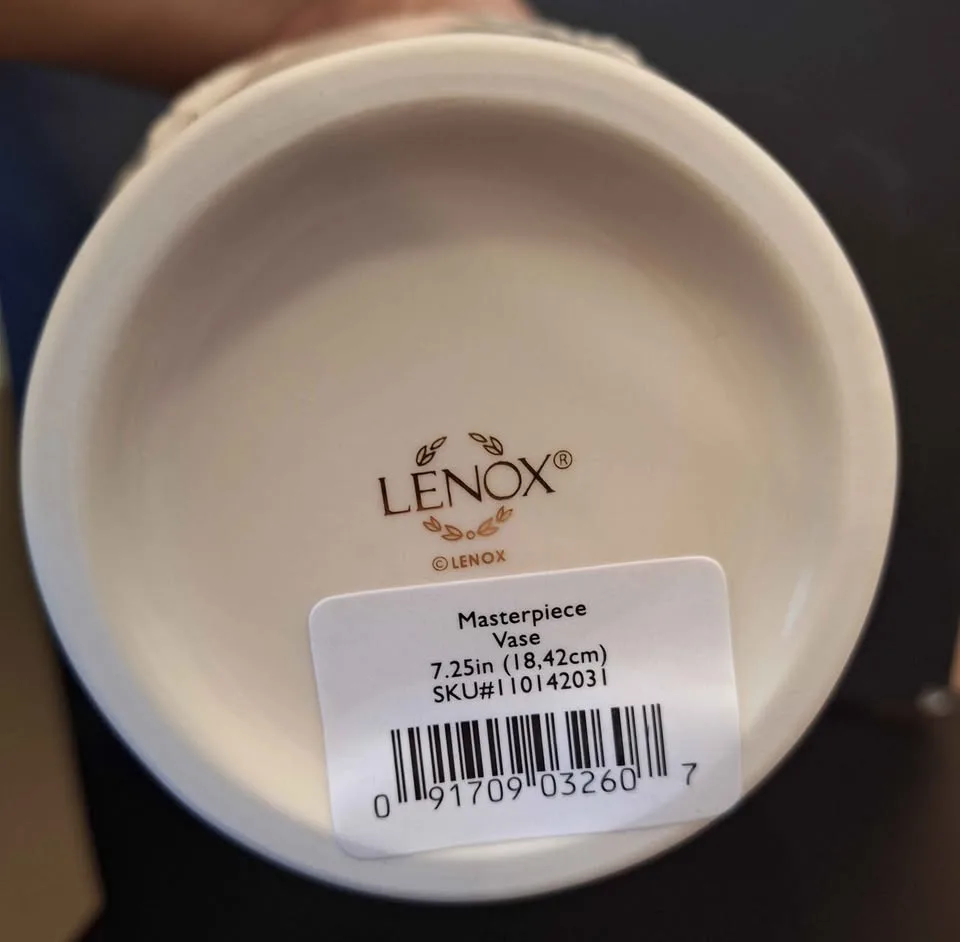 LENOX®
© LENOX
Masterpiece
Vase
7.25in (18,42cm)
SKU#110142031
0 91709 03260 7